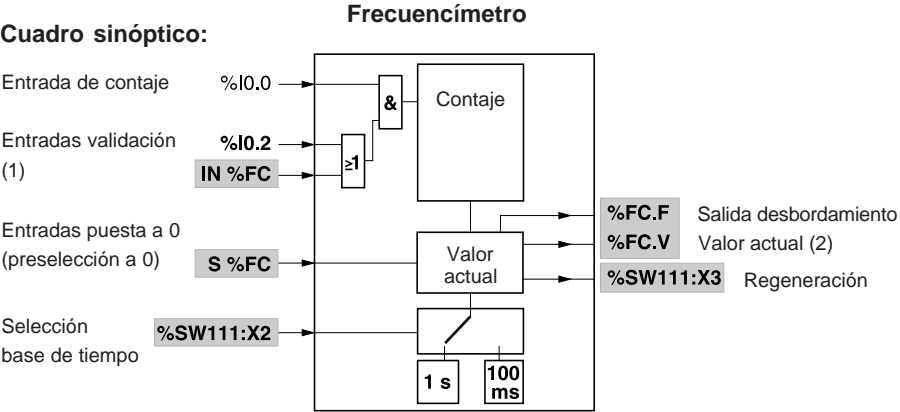 Frecuencímetro
Cuadro sinóptico:
Entrada de contaje %I0.0
& Contaje
Entradas validación %I0.2
(1) IN %FC ≥1
%FC.F Salida desbordamiento
Entradas puesta a 0
(preselección a 0) S %FC
Valor
actual
%FC.V Valor actual (2)
%SW111:X3 Regeneración
Selección
base de tiempo %SW111:X2
1 s 100
ms